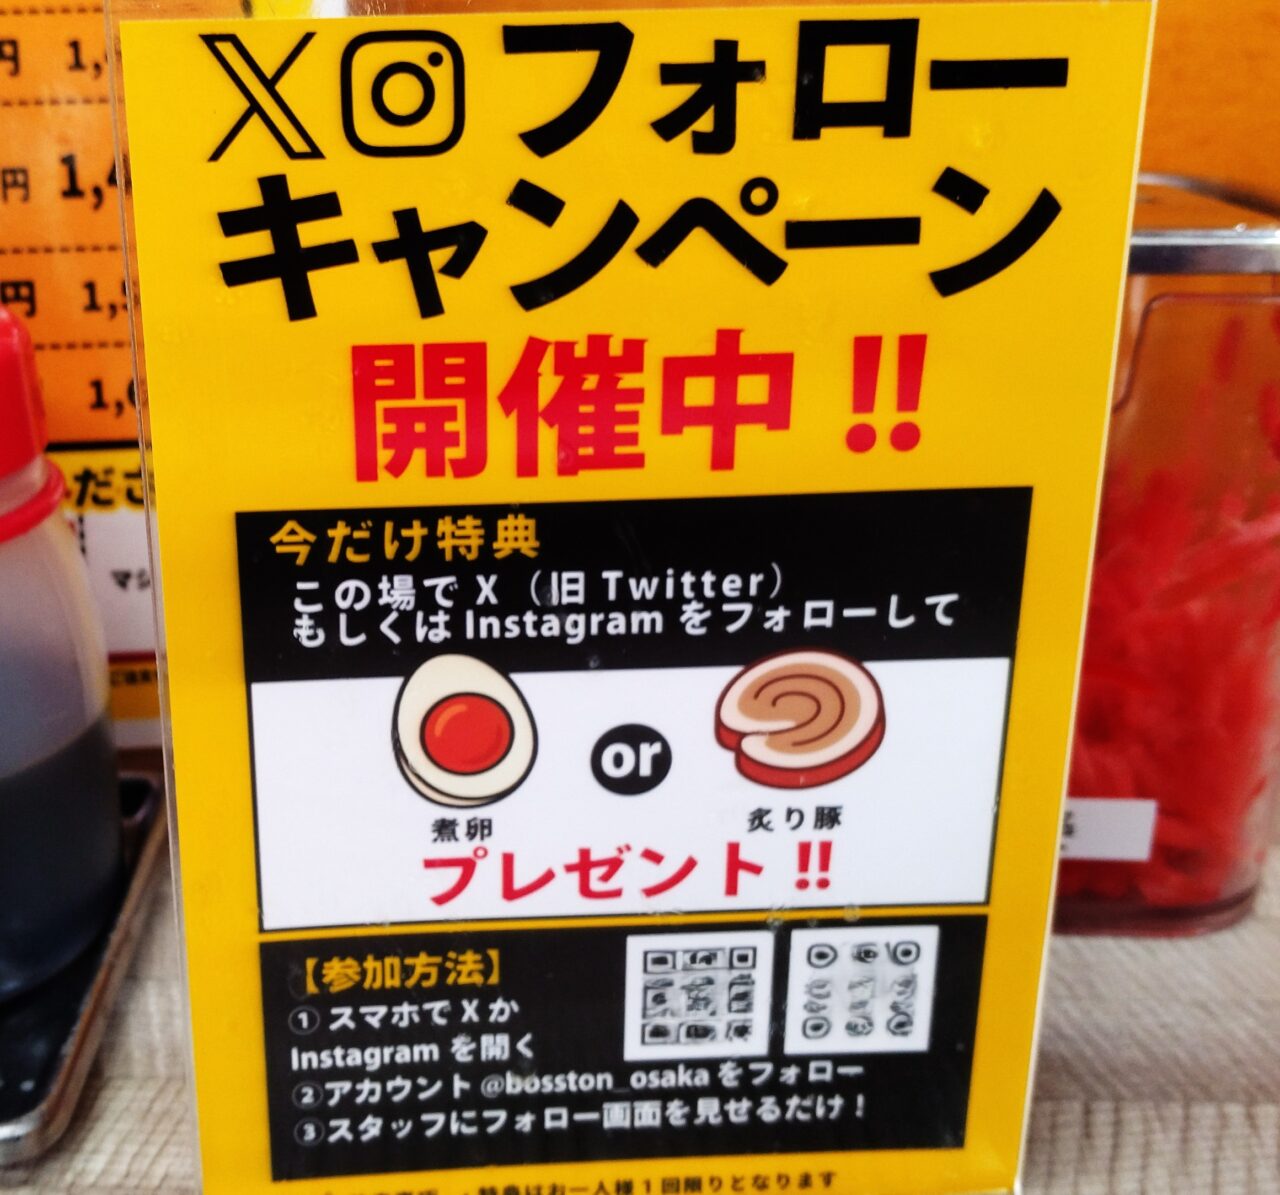 フォロー
キャンペーン
開催中!!
今だけ特典
この場で X（旧 Twitter）
もしくは Instagram をフォローして
or
煮卵
炙り豚
プレゼント!!
【参加方法】
① スマホで X か
Instagram を開く
②アカウント @bosston_osaka をフォロー
③スタッフにフォロー画面を見せるだけ！
特典はお一人様1回限りとなります
円
円
円
ださ